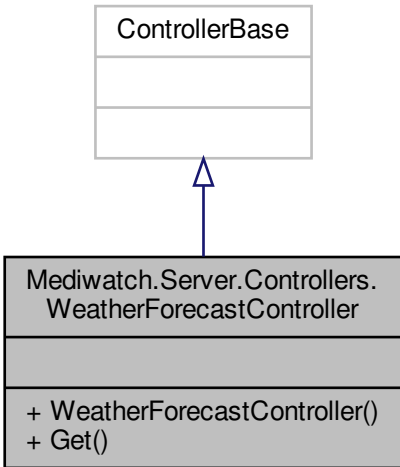 ControllerBase
Mediwatch.Server.Controllers.
WeatherForecastController
+ WeatherForecastController()
+ Get()